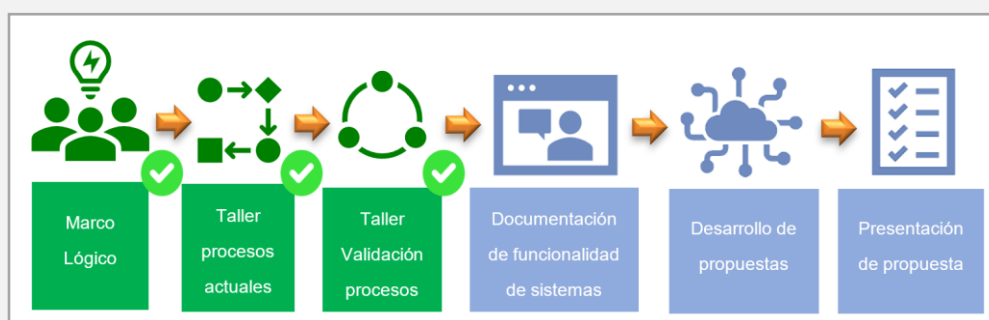 Marco
Lógico
Taller
procesos
actuales
Taller
Validación
procesos
Documentación
de funcionalidad
de sistemas
Desarrollo de
propuestas
Presentación
de propuesta